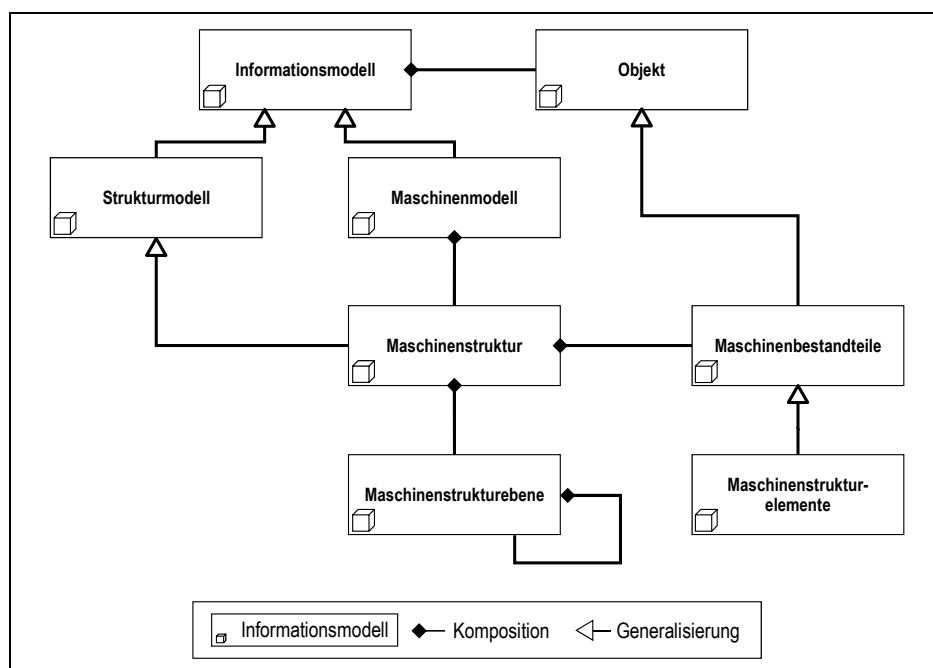 Informationsmodell
Objekt
Strukturmodell
Maschinenmodell
Maschinenstruktur
Maschinenbestandteile
Maschinenstrukturebene
Maschinenstruktur-
elemente
Informationsmodell
Komposition
Generalisierung